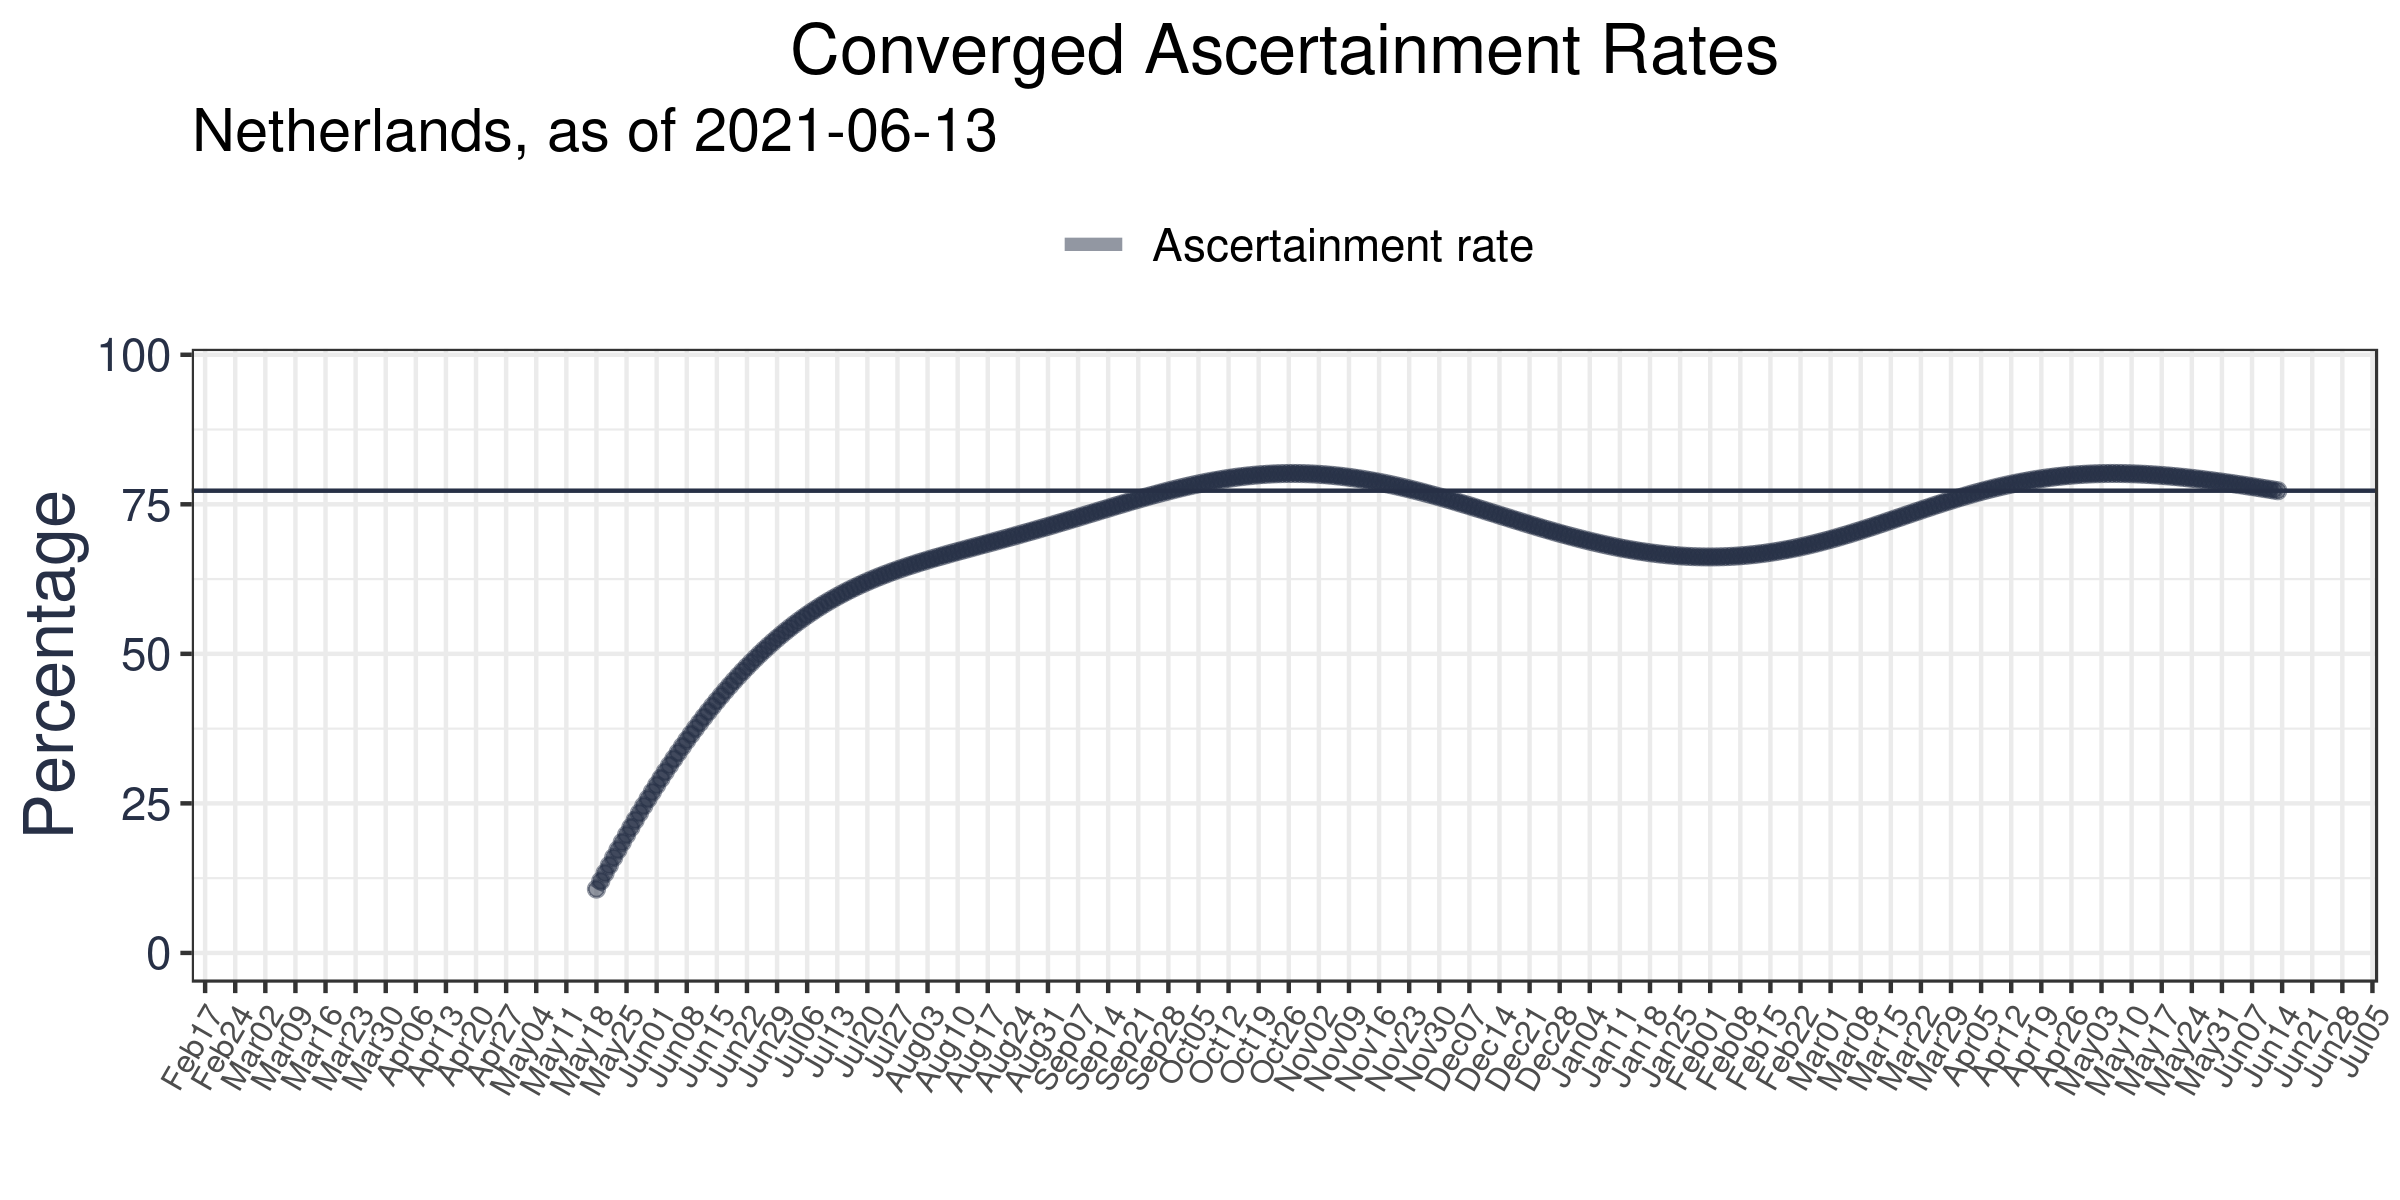 Converged Ascertainment Rates
Netherlands, as of 2021-06-13
Ascertainment rate
Percentage
100
75
50
25
0
Feb17
Feb24
Mar02
Mar09
Mar16
Mar23
Mar30
Apr06
Apr13
Apr20
Apr27
May04
May11
May18
May25
Jun01
Jun08
Jun15
Jun22
Jun29
Jul06
Jul13
Jul20
Jul27
Aug03
Aug10
Aug17
Aug24
Aug31
Sep07
Sep14
Sep21
Sep28
Oct05
Oct12
Oct19
Oct26
Nov02
Nov09
Nov16
Nov23
Nov30
Dec07
Dec14
Dec21
Dec28
Jan04
Jan11
Jan18
Jan25
Feb01
Feb08
Feb15
Feb22
Mar01
Mar08
Mar15
Mar22
Mar29
Apr05
Apr12
Apr19
Apr26
May03
May10
May17
May24
May31
Jun07
Jun14
Jun21
Jun28
Jul05